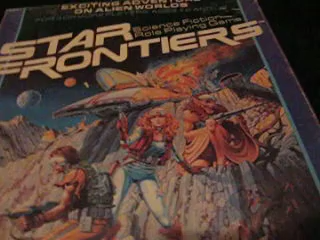 EXCITING ADVENTURE
ON ALIEN WORLDS
STAR
FRONTIERS
Science Fiction
Role Playing Game